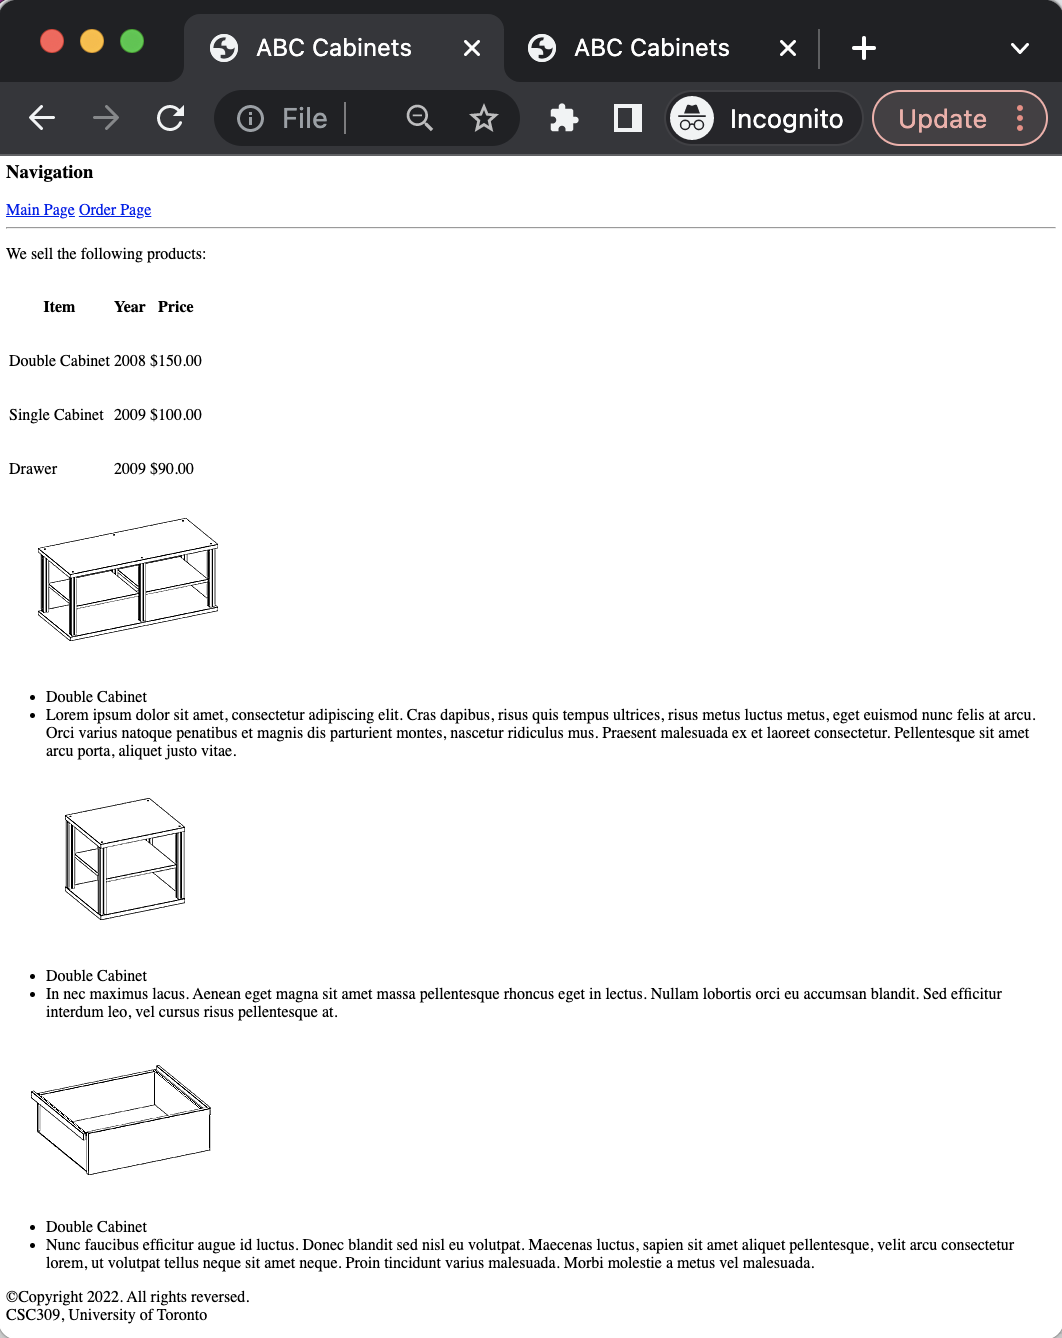 ABC Cabinets ABC Cabinets
File Incognito Update
Navigation
Main Page Order Page
We sell the following products:
Item Year Price
Double Cabinet 2008 $150.00
Single Cabinet 2009 $100.00
Drawer 2009 $90.00
Double Cabinet
Lorem ipsum dolor sit amet, consectetur adipiscing elit. Cras dapibus, risus quis tempus ultrices, risus metus luctus metus, eget euismod nunc felis at arcu.
Orci varius natoque penatibus et magnis dis parturient montes, nascetur ridiculus mus. Praesent malesuada ex et laoreet consectetur. Pellentesque sit amet
arcu porta, aliquet justo vitae.
Double Cabinet
In nec maximus lacus. Aenean eget magna sit amet massa pellentesque rhoncus eget in lectus. Nullam lobortis orci eu accumsan blandit. Sed efficitur
interdum leo, vel cursus risus pellentesque at.
Double Cabinet
Nunc faucibus efficitur augue id luctus. Donec blandit sed nisl eu volutpat. Maecenas luctus, sapien sit amet aliquet pellentesque, velit arcu consectetur
lorem, ut volutpat tellus neque sit amet neque. Proin tincidunt varius malesuada. Morbi molestie a metus vel malesuada.
©Copyright 2022. All rights reversed.
CSC309, University of Toronto